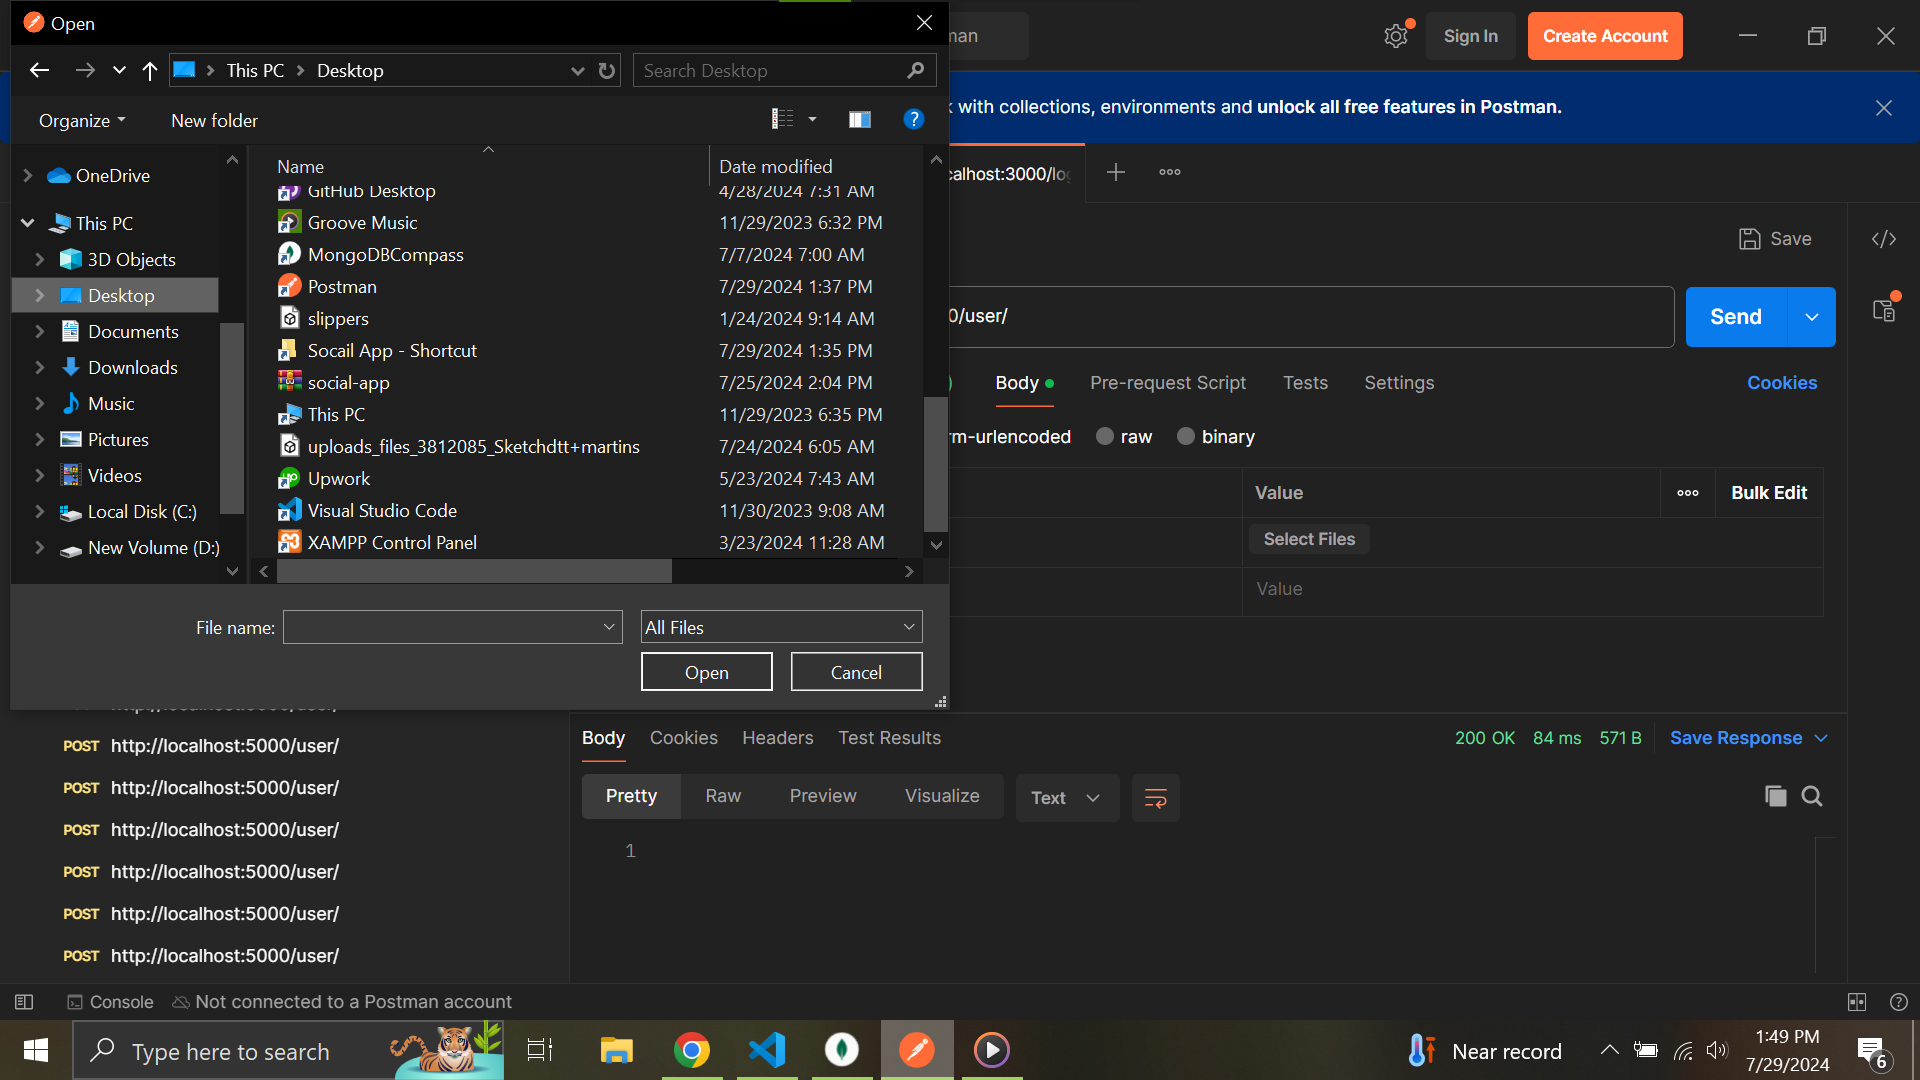 Open
man
Sign In
Create Account
This PC
Desktop
Search Desktop
with collections, environments and unlock all free features in Postman.
Organize
New folder
?
Name
Date modified
OneDrive
This PC
3D Objects
Desktop
Documents
Downloads
Music
Pictures
Videos
Local Disk (C:)
New Volume (D:)
GitHub Desktop 4/28/2024 7:31 AM
Groove Music 11/29/2023 6:32 PM
MongoDBCompass 7/7/2024 7:00 AM
Postman 7/29/2024 1:37 PM
slippers 1/24/2024 9:14 AM
Socail App - Shortcut 7/29/2024 1:35 PM
social-app 7/25/2024 2:04 PM
This PC 11/29/2023 6:35 PM
uploads_files_3812085_Sketchdtt+martins 7/24/2024 6:05 AM
Upwork 5/23/2024 7:43 AM
Visual Studio Code 11/30/2023 9:08 AM
XAMPP Control Panel 3/23/2024 11:28 AM
File name:
All Files
Open
Cancel
calhost:3000/lo
Save
0/user/
Send
Body
Pre-request Script
Tests
Settings
Cookies
rm-urlencoded
raw
binary
Value
Bulk Edit
Select Files
Value
http://localhost:5000/user/
POST http://localhost:5000/user/
POST http://localhost:5000/user/
POST http://localhost:5000/user/
POST http://localhost:5000/user/
POST http://localhost:5000/user/
POST http://localhost:5000/user/
Body
Cookies
Headers
Test Results
200 OK
84 ms
571 B
Save Response
Pretty
Raw
Preview
Visualize
Text
1
Console
Not connected to a Postman account
Type here to search
Near record
1:49 PM
7/29/2024
6